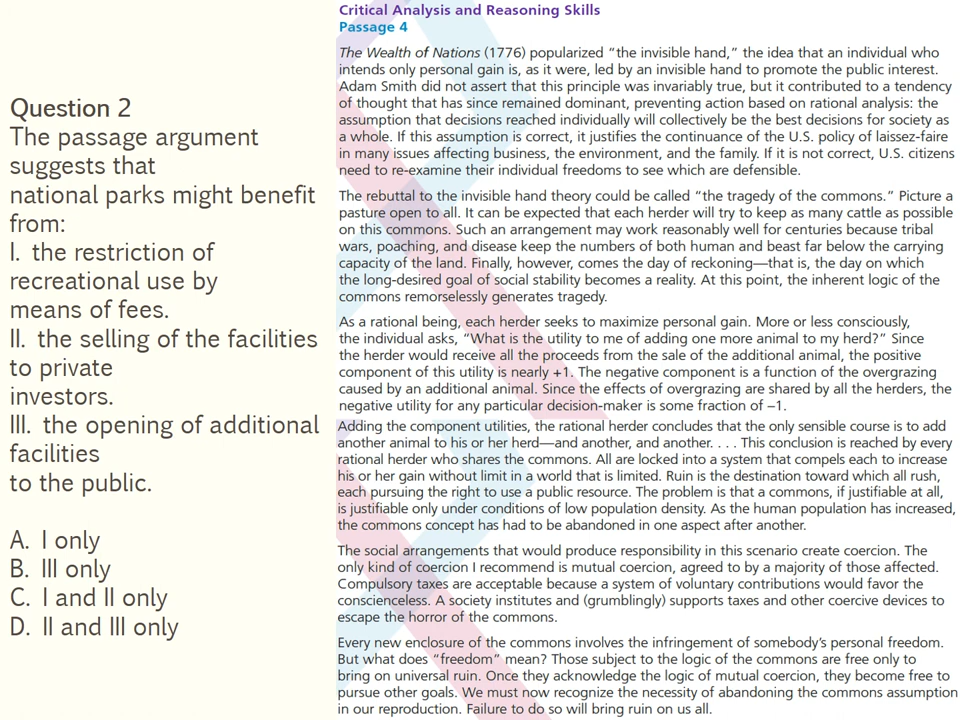 Question 2
The passage argument
suggests that
national parks might benefit
from:
I. the restriction of
recreational use by
means of fees.
II. the selling of the facilities
to private
investors.
III. the opening of additional
facilities
to the public.
A. I only
B. III only
C. I and II only
D. II and III only
Critical Analysis and Reasoning Skills
Passage 4
The Wealth of Nations (1776) popularized “the invisible hand,” the idea that an individual who
intends only personal gain is, as it were, led by an invisible hand to promote the public interest.
Adam Smith did not assert that this principle was invariably true, but it contributed to a tendency
of thought that has since remained dominant, preventing action based on rational analysis: the
assumption that decisions reached individually will collectively be the best decisions for society as
a whole. If this assumption is correct, it justifies the continuance of the U.S. policy of laissez-faire
in many issues affecting business, the environment, and the family. If it is not correct, U.S. citizens
need to re-examine their individual freedoms to see which are defensible.
The rebuttal to the invisible hand theory could be called “the tragedy of the commons.” Picture a
pasture open to all. It can be expected that each herder will try to keep as many cattle as possible
on this commons. Such an arrangement may work reasonably well for centuries because tribal
wars, poaching, and disease keep the numbers of both human and beast far below the carrying
capacity of the land. Finally, however, comes the day of reckoning—that is, the day on which
the long-desired goal of social stability becomes a reality. At this point, the inherent logic of the
commons remorselessly generates tragedy.
As a rational being, each herder seeks to maximize personal gain. More or less consciously,
the individual asks, “What is the utility to me of adding one more animal to my herd?” Since
the herder would receive all the proceeds from the sale of the additional animal, the positive
component of this utility is nearly +1. The negative component is a function of the overgrazing
caused by an additional animal. Since the effects of overgrazing are shared by all the herders, the
negative utility for any particular decision-maker is some fraction of –1.
Adding the component utilities, the rational herder concludes that the only sensible course is to add
another animal to his or her herd—and another, and another. . . . This conclusion is reached by every
rational herder who shares the commons. All are locked into a system that compels each to increase
his or her gain without limit in a world that is limited. Ruin is the destination toward which all rush,
each pursuing the right to use a public resource. The problem is that a commons, if justifiable at all,
is justifiable only under conditions of low population density. As the human population has increased,
the commons concept has had to be abandoned in one aspect after another.
The social arrangements that would produce responsibility in this scenario create coercion. The
only kind of coercion I recommend is mutual coercion, agreed to by a majority of those affected.
Compulsory taxes are acceptable because a system of voluntary contributions would favor the
conscienceless. A society institutes and (grumblingly) supports taxes and other coercive devices to
escape the horror of the commons.
Every new enclosure of the commons involves the infringement of somebody’s personal freedom.
But what does “freedom” mean? Those subject to the logic of the commons are free only to
bring on universal ruin. Once they acknowledge the logic of mutual coercion, they become free to
pursue other goals. We must now recognize the necessity of abandoning the commons assumption
in our reproduction. Failure to do so will bring ruin on us all.